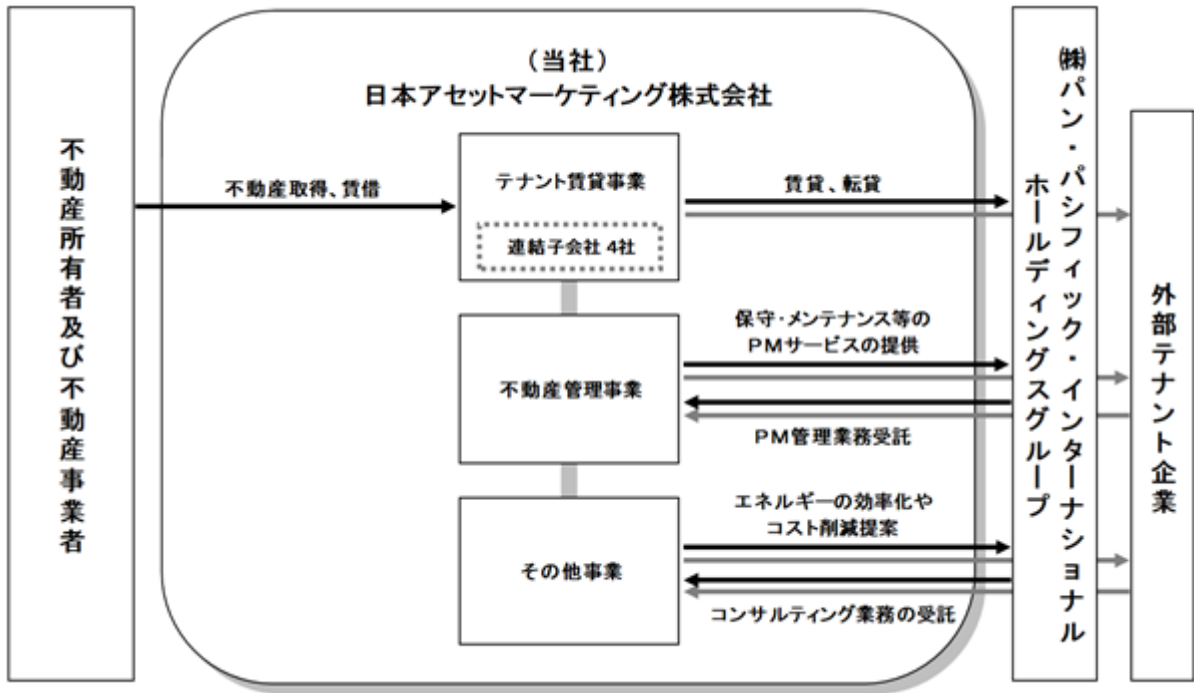 不動産所有者及び不動産事業者
(当社)
日本アセットマーケティング株式会社
不動産取得、賃借
テナント賃貸事業
連結子会社 4社
賃貸、転貸
不動産管理事業
保守・メンテナンス等の
PMサービスの提供
PM管理業務受託
その他事業
エネルギーの効率化や
コスト削減提案
コンサルティング業務の受託
㈱パン・パシフィック・インターナショナル
ホールディングスグループ
外部テナント企業